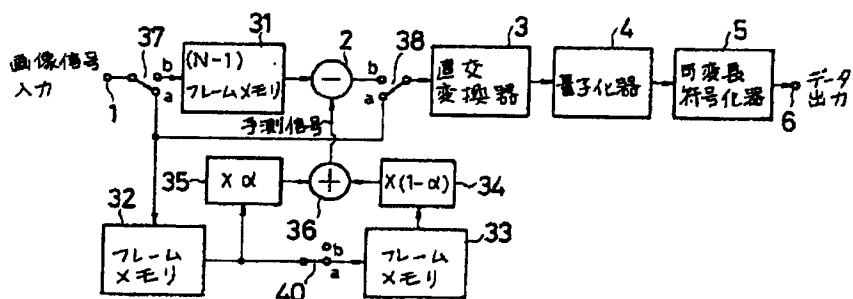 画像信号
入力
1
37
b
a
31
(N-1)
フレームメモリ
2
−
予測信号
38
b
a
3
直交
変換器
4
量子化器
5
可変長
符号化器
6
データ
出力
35
×α
36
+
×(1-α)
34
32
フレーム
メモリ
40
b
a
33
フレーム
メモリ